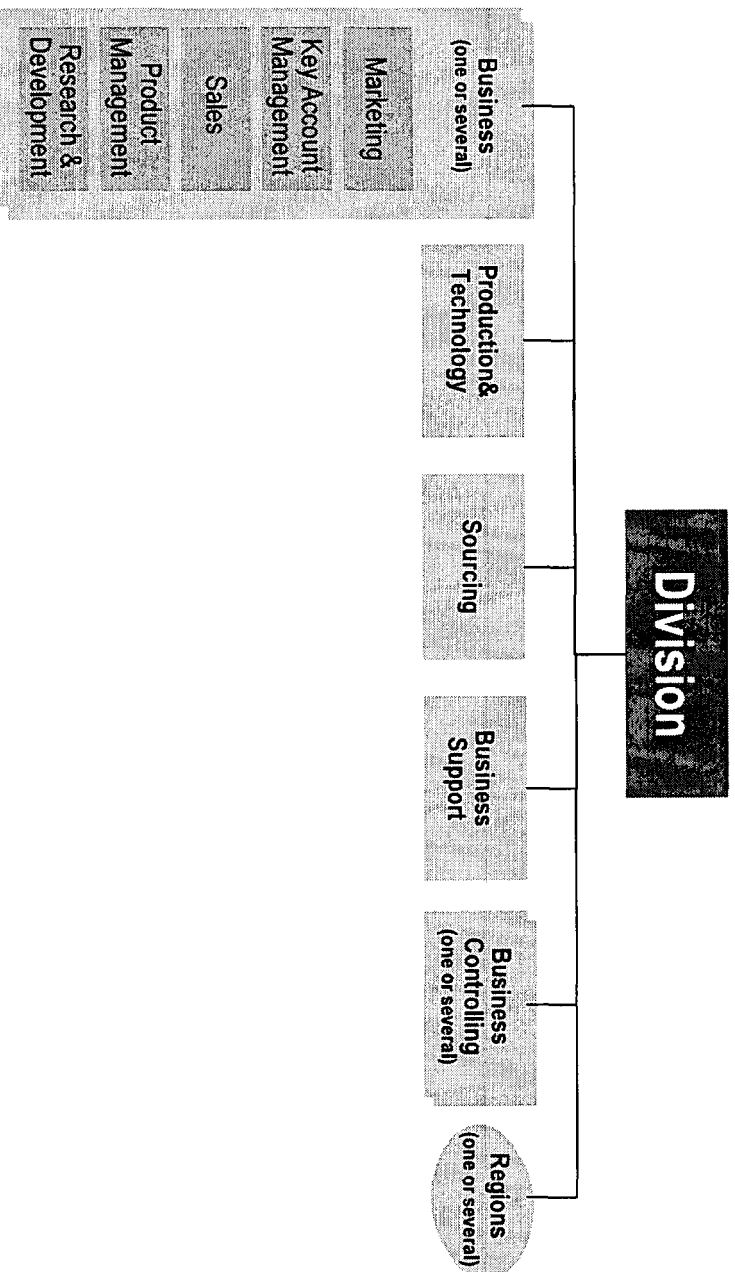 Division
Business
(one or several)
Marketing
Key Account
Management
Sales
Product
Management
Research &
Development
Production&
Technology
Sourcing
Business
Support
Business
Controlling
(one or several)
Regions
(one or several)